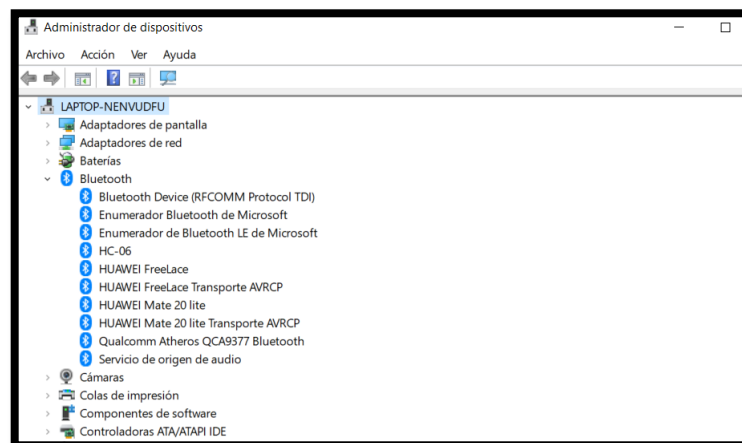 Administrador de dispositivos
Archivo Acción Ver Ayuda
LAPTOP-NENVUDFU
Adaptadores de pantalla
Adaptadores de red
Baterías
Bluetooth
Bluetooth Device (RFCOMM Protocol TDI)
Enumerador Bluetooth de Microsoft
Enumerador de Bluetooth LE de Microsoft
HC-06
HUAWEI FreeLace
HUAWEI FreeLace Transporte AVRCP
HUAWEI Mate 20 lite
HUAWEI Mate 20 lite Transporte AVRCP
Qualcomm Atheros QCA9377 Bluetooth
Servicio de origen de audio
Cámaras
Colas de impresión
Componentes de software
Controladoras ATA/ATAPI IDE